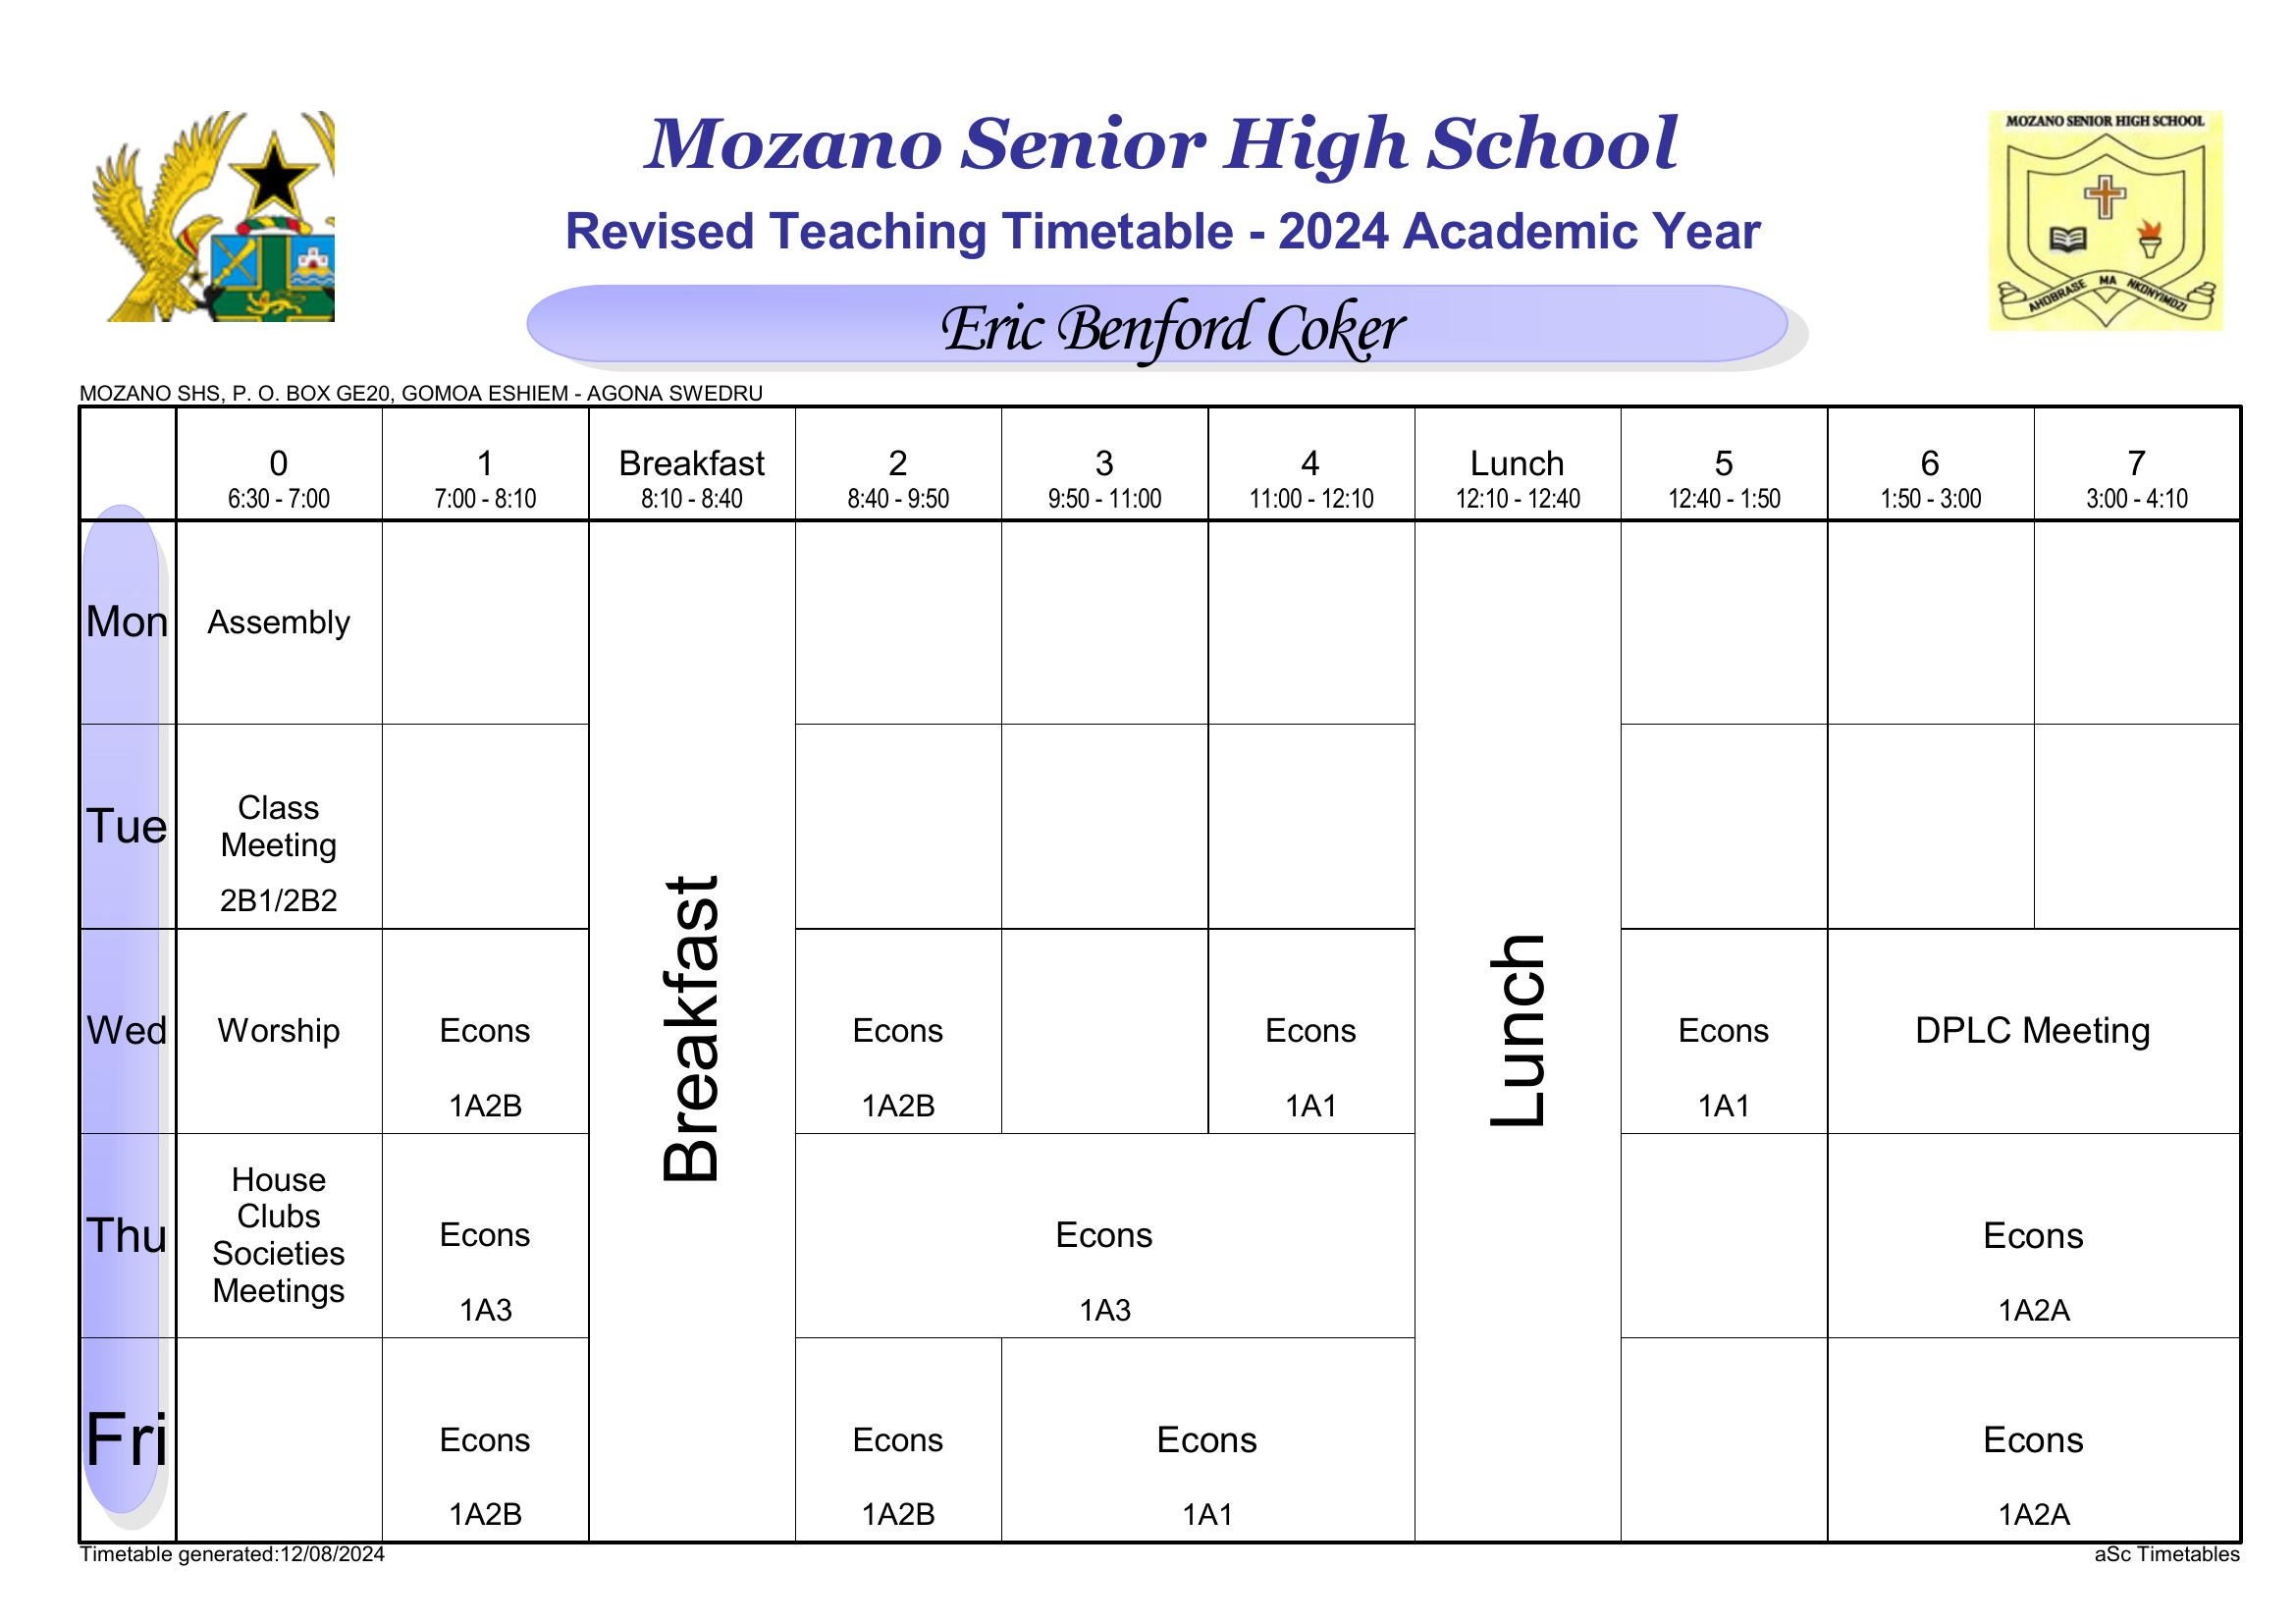 Mozano Senior High School
Revised Teaching Timetable - 2024 Academic Year
Eric Benford Coker
MOZANO SENIOR HIGH SCHOOL
AHOBRASE MA NKONYIMDZI
MOZANO SHS, P. O. BOX GE20, GOMOA ESHIEM - AGONA SWEDRU
0 1 Breakfast 2 3 4 Lunch 5 6 7
6:30 - 7:00 7:00 - 8:10 8:10 - 8:40 8:40 - 9:50 9:50 - 11:00 11:00 - 12:10 12:10 - 12:40 12:40 - 1:50 1:50 - 3:00 3:00 - 4:10
Breakfast
Lunch
Mon Assembly
Tue
Class
Meeting
2B1/2B2
Wed Worship Econs Econs Econs Econs DPLC Meeting
1A2B 1A2B 1A1 1A1
Thu
House
Clubs
Societies
Meetings
Econs Econs Econs
1A3 1A3 1A2A
Fri Econs Econs Econs Econs
1A2B 1A2B 1A1 1A2A
Timetable generated:12/08/2024
aSc Timetables